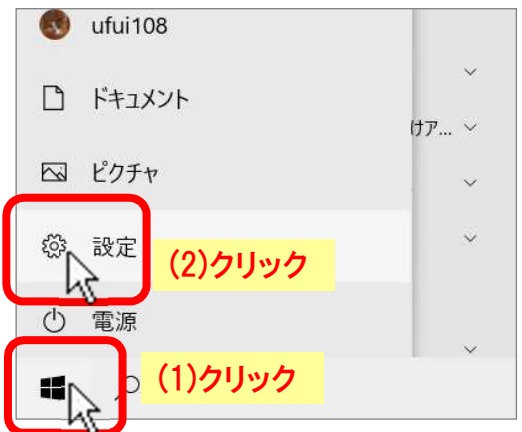 ufui108
ドキュメント
けア...
ピクチャ
設定
(2)クリック
電源
(1)クリック